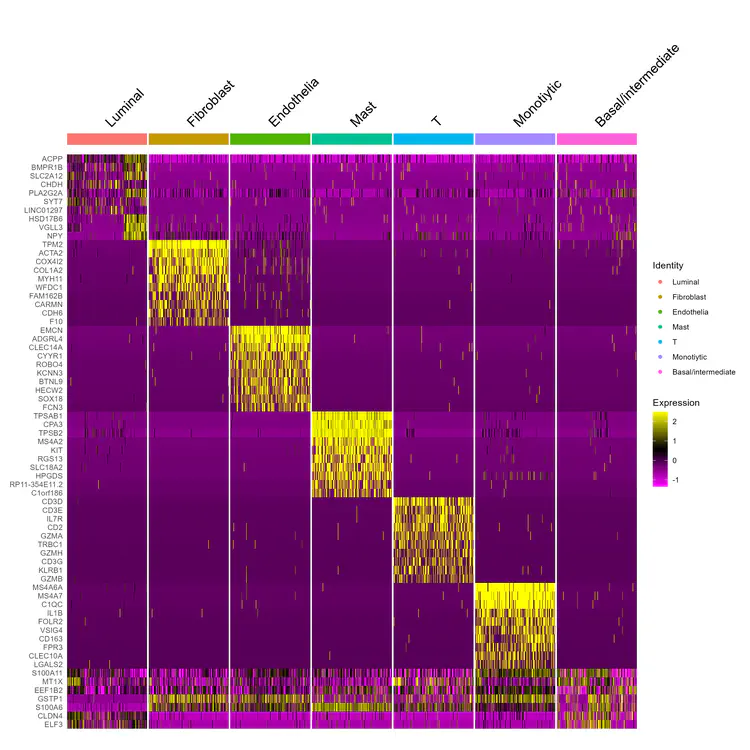 Luminal
Fibroblast
Endothelia
Mast
T
Monotiytic
Basal/intermediate
ACPP
BMPR1B
SLC2A12
CHDH
PLA2G2A
SYT7
LINC01297
HSD17B6
VGLL3
NPY
TPM2
ACTA2
COX4I2
COL1A2
MYH11
WFDC1
FAM162B
CARMN
CDH6
F10
EMCN
ADGRL4
CLEC14A
CYYR1
ROBO4
KCNN3
BTNL9
HECW2
SOX18
FCN3
TPSAB1
CPA3
TPSB2
MS4A2
KIT
RGS13
SLC18A2
HPGDS
RP11-354E11.2
C1orf186
CD3D
CD3E
IL7R
CD2
GZMA
TRBC1
GZMH
CD3G
KLRB1
GZMB
MS4A6A
MS4A7
C1QC
IL1B
FOLR2
VSIG4
CD163
FPR3
CLEC10A
LGALS2
S100A11
MT1X
EEF1B2
GSTP1
S100A6
CLDN4
ELF3
Identity
Luminal
Fibroblast
Endothelia
Mast
T
Monotiytic
Basal/intermediate
Expression
2
1
0
-1